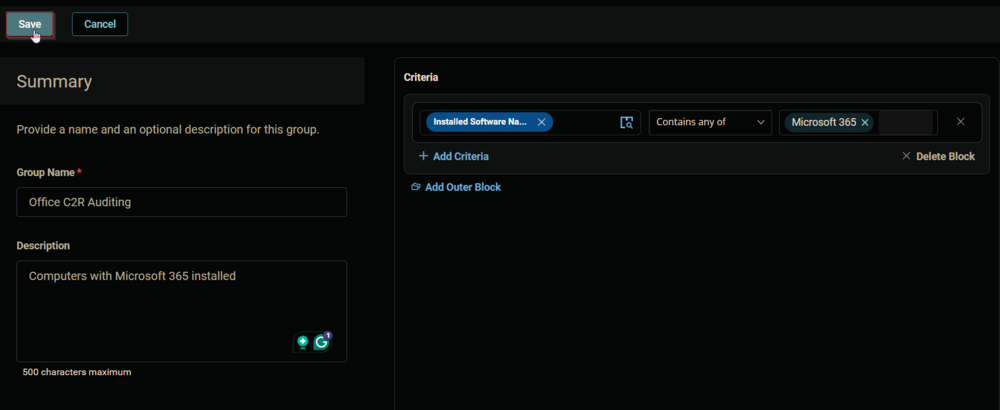 Save Cancel
Summary
Provide a name and an optional description for this group.
Group Name *
Office C2R Auditing
Description
Computers with Microsoft 365 installed
1
500 characters maximum
Criteria
Installed Software Na... Contains any of Microsoft 365
Add Criteria Delete Block
Add Outer Block